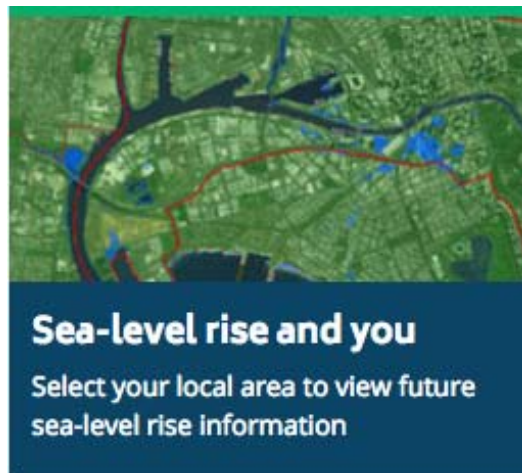 Sea-level rise and you
Select your local area to view future
sea-level rise information